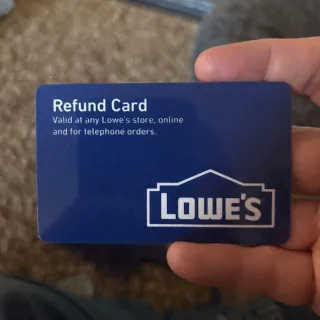 Refund Card
Valid at any Lowe's store, online
and for telephone orders.
LOWE'S